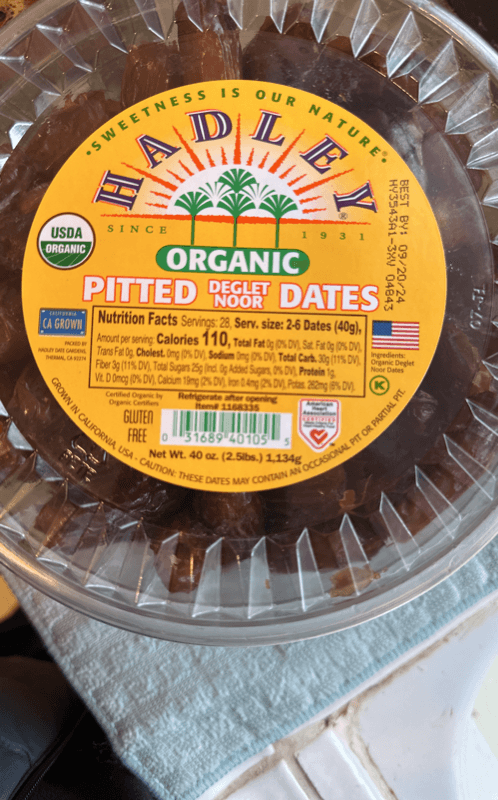 •SWEETNESS IS OUR NATURE•
HADLEY®
SINCE 1931
USDA
ORGANIC
ORGANIC
PITTED DEGLET NOOR DATES
BEST BY: 09/20/24
HY3543A1-3XV 04843
CALIFORNIA
CA GROWN
PACKED BY
HADLEY DATE GARDENS,
THERMAL, CA 92274
Nutrition Facts Servings: 28, Serv. size: 2-6 Dates (40g),
Amount per serving: Calories 110, Total Fat 0g (0% DV), Sat. Fat 0g (0% DV),
Trans Fat 0g, Cholest. 0mg (0% DV), Sodium 0mg (0% DV), Total Carb. 30g (11% DV),
Fiber 3g (11% DV), Total Sugars 25g (Incl. 0g Added Sugars, 0% DV), Protein 1g,
Vit. D 0mcg (0% DV), Calcium 19mg (2% DV), Iron 0.4mg (2% DV), Potas. 262mg (6% DV).
Ingredients:
Organic Deglet
Noor Dates
K
Certified Organic by
Organic Certifiers
Refrigerate after opening
Item# 1168335
GLUTEN
FREE
0 31689 40105 5
American
Heart
Association
CERTIFIED
Net Wt. 40 oz. (2.5lbs.) 1,134g
GROWN IN CALIFORNIA, USA - CAUTION: THESE DATES MAY CONTAIN AN OCCASIONAL PIT OR PARTIAL PIT.